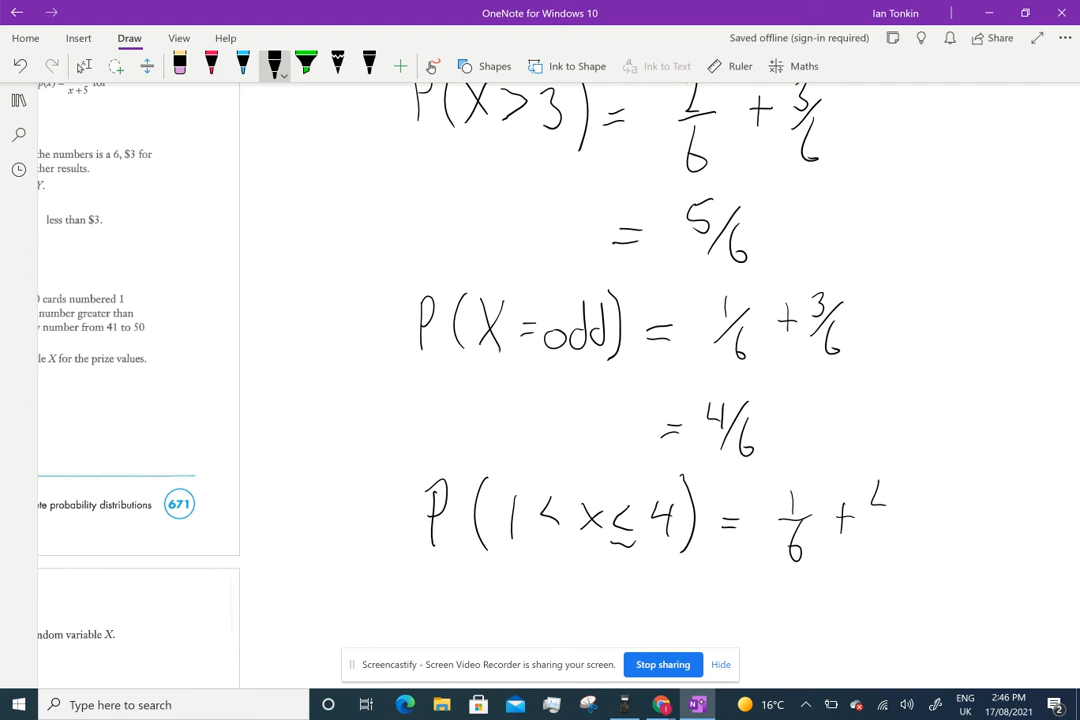 OneNote for Windows 10
Ian Tonkin
Home Insert Draw View Help
Saved offline (sign-in required)
Share
Shapes Ink to Shape Ink to Text Ruler Maths
x+5
for
the numbers is a 6, $3 for
her results.
Y.
less than $3.
cards numbered 1
number greater than
number from 41 to 50
le X for the prize values.
te probability distributions 671
ndom variable X.
P(X>3) = /6 + 3/6
= 5/6
P(X=odd) = 1/6 + 3/6
= 4/6
P(1<x≤4) = 1/6 +
Screencastify - Screen Video Recorder is sharing your screen. Stop sharing Hide
Type here to search
16°C
ENG
UK
2:46 PM
17/08/2021
2